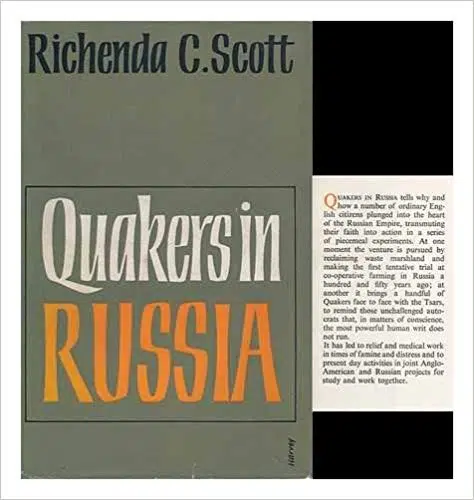 Richenda C. Scott
Quakers in
RUSSIA
QUAKERS IN RUSSIA tells why and
how a number of ordinary Eng-
lish citizens plunged into the heart
of the Russian Empire, transmuting
their faith into action in a series
of piecemeal experiments. At one
moment the venture is pursued by
reclaiming waste marshland and
making the first tentative trial at
co-operative farming in Russia a
hundred and fifty years ago; at
another it brings a handful of
Quakers face to face with the Tsars,
to remind those unchallenged auto-
crats that, in matters of conscience,
the most powerful human writ does
not run.
It has led to relief and medical work
in times of famine and distress and to
present day activities in joint Anglo-
American and Russian projects for
study and work together.